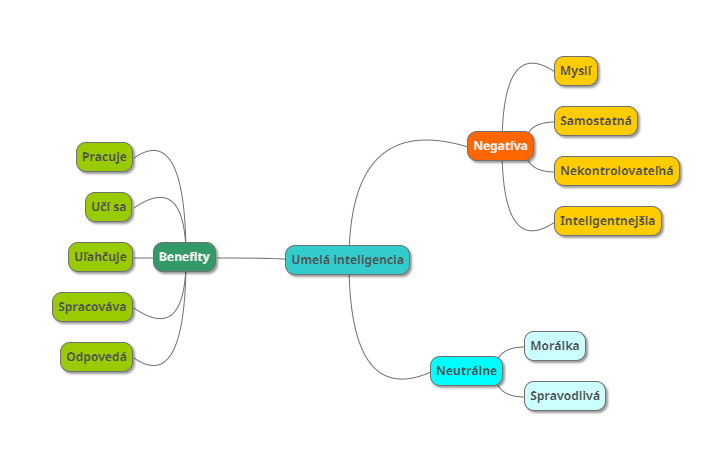 Myslí
Samostatná
Negatíva
Pracuje
Nekontrolovateľná
Učí sa
Inteligentnejšia
Uľahčuje
Benefity
Umelá inteligencia
Spracováva
Morálka
Odpovedá
Neutrálne
Spravodlivá